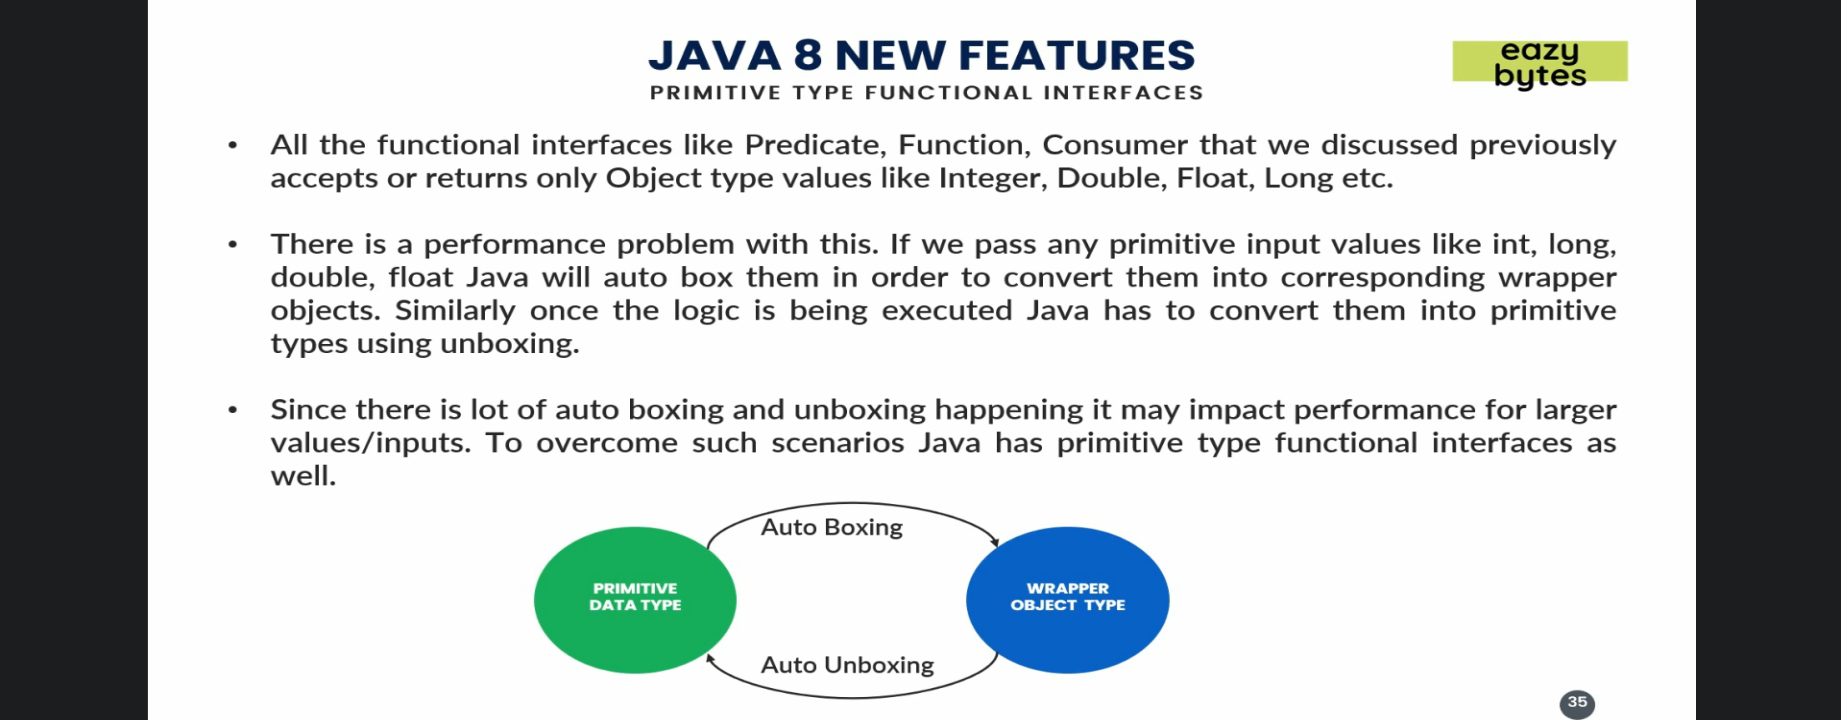 JAVA 8 NEW FEATURES
eazy
bytes
PRIMITIVE TYPE FUNCTIONAL INTERFACES
• All the functional interfaces like Predicate, Function, Consumer that we discussed previously
accepts or returns only Object type values like Integer, Double, Float, Long etc.
• There is a performance problem with this. If we pass any primitive input values like int, long,
double, float Java will auto box them in order to convert them into corresponding wrapper
objects. Similarly once the logic is being executed Java has to convert them into primitive
types using unboxing.
• Since there is lot of auto boxing and unboxing happening it may impact performance for larger
values/inputs. To overcome such scenarios Java has primitive type functional interfaces as
well.
Auto Boxing
PRIMITIVE
DATA TYPE
WRAPPER
OBJECT TYPE
Auto Unboxing
35